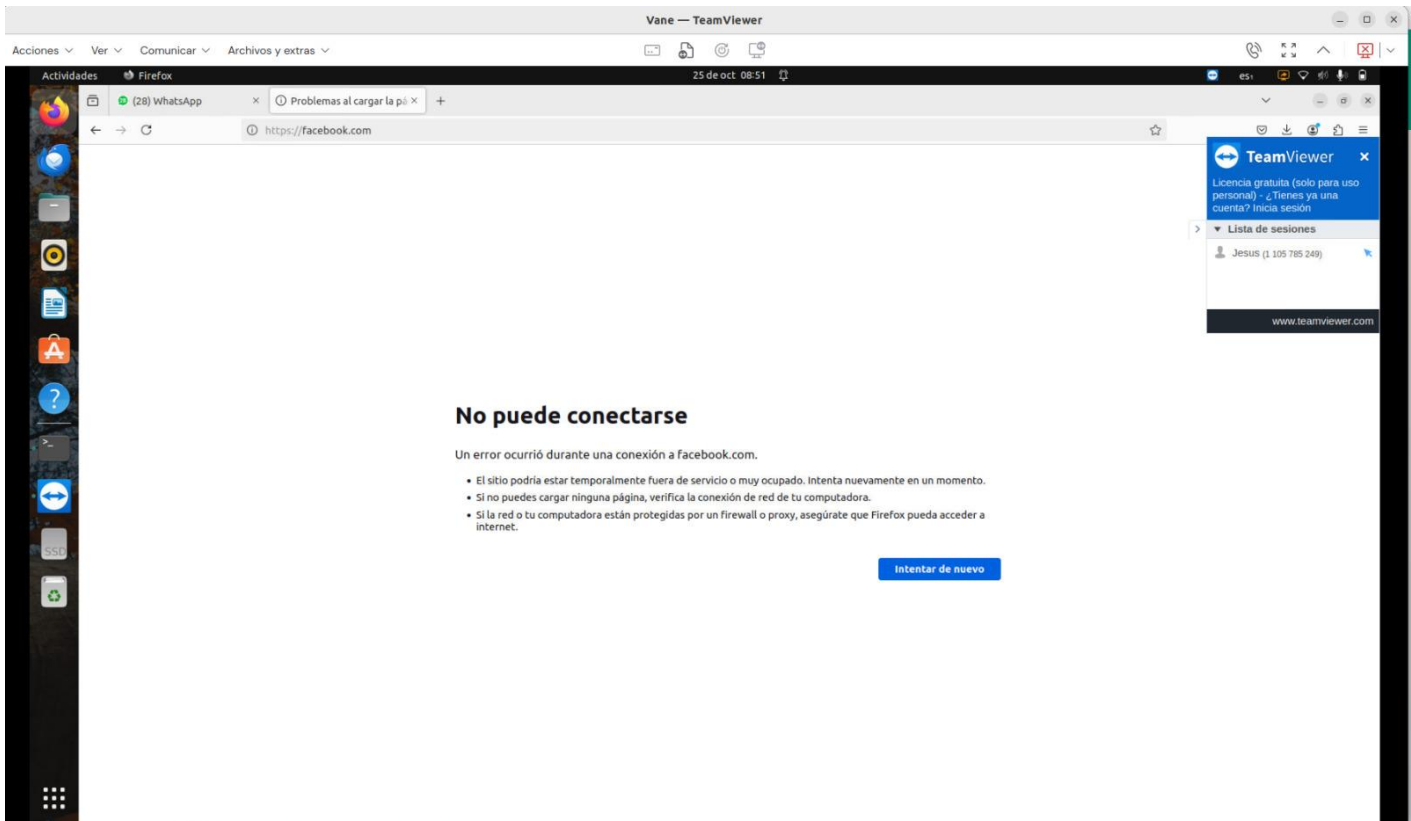 Vane — TeamViewer
Acciones Ver Comunicar Archivos y extras
Actividades Firefox 25 de oct 08:51 es₁
(28) WhatsApp Problemas al cargar la pá
https://facebook.com
TeamViewer
Licencia gratuita (solo para uso
personal) - ¿Tienes ya una
cuenta? Inicia sesión
Lista de sesiones
Jesus (1 105 785 249)
www.teamviewer.com
No puede conectarse
Un error ocurrió durante una conexión a facebook.com.
• El sitio podría estar temporalmente fuera de servicio o muy ocupado. Intenta nuevamente en un momento.
• Si no puedes cargar ninguna página, verifica la conexión de red de tu computadora.
• Si la red o tu computadora están protegidas por un firewall o proxy, asegúrate que Firefox pueda acceder a
internet.
Intentar de nuevo
SSD